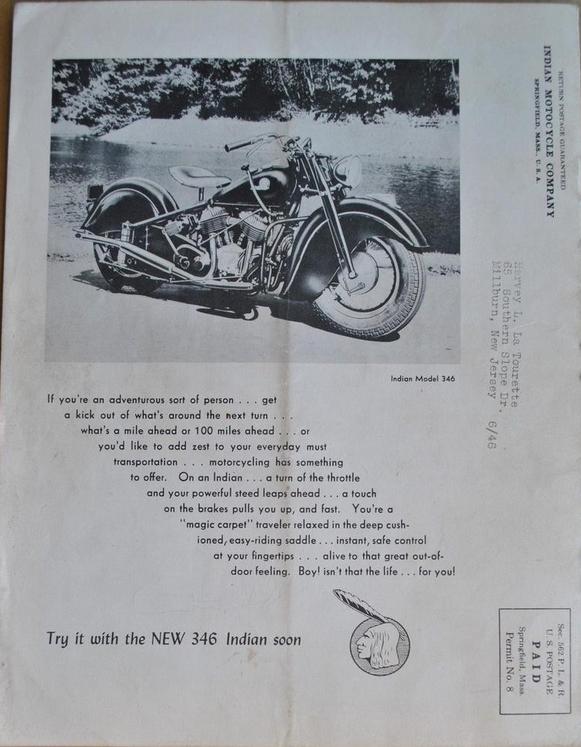 Indian Model 346
If you're an adventurous sort of person . . . get
a kick out of what's around the next turn . . .
what's a mile ahead or 100 miles ahead . . . or
you'd like to add zest to your everyday must
transportation . . . motorcycling has something
to offer. On an Indian . . . a turn of the throttle
and your powerful steed leaps ahead . . . a touch
on the brakes pulls you up, and fast. You're a
"magic carpet" traveler relaxed in the deep cush-
ioned, easy-riding saddle . . . instant, safe control
at your fingertips . . . alive to that great out-of-
door feeling. Boy! isn't that the life . . . for you!
Try it with the NEW 346 Indian soon
RETURN POSTAGE GUARANTEED
INDIAN MOTOCYCLE COMPANY
SPRINGFIELD, MASS., U. S. A.
Harvey L. La Tourette
65 Southern Slope Dr.
Millburn, New Jersey 6/46
Sec. 562 P. L. & R.
U. S. POSTAGE
PAID
Springfield, Mass.
Permit No. 8